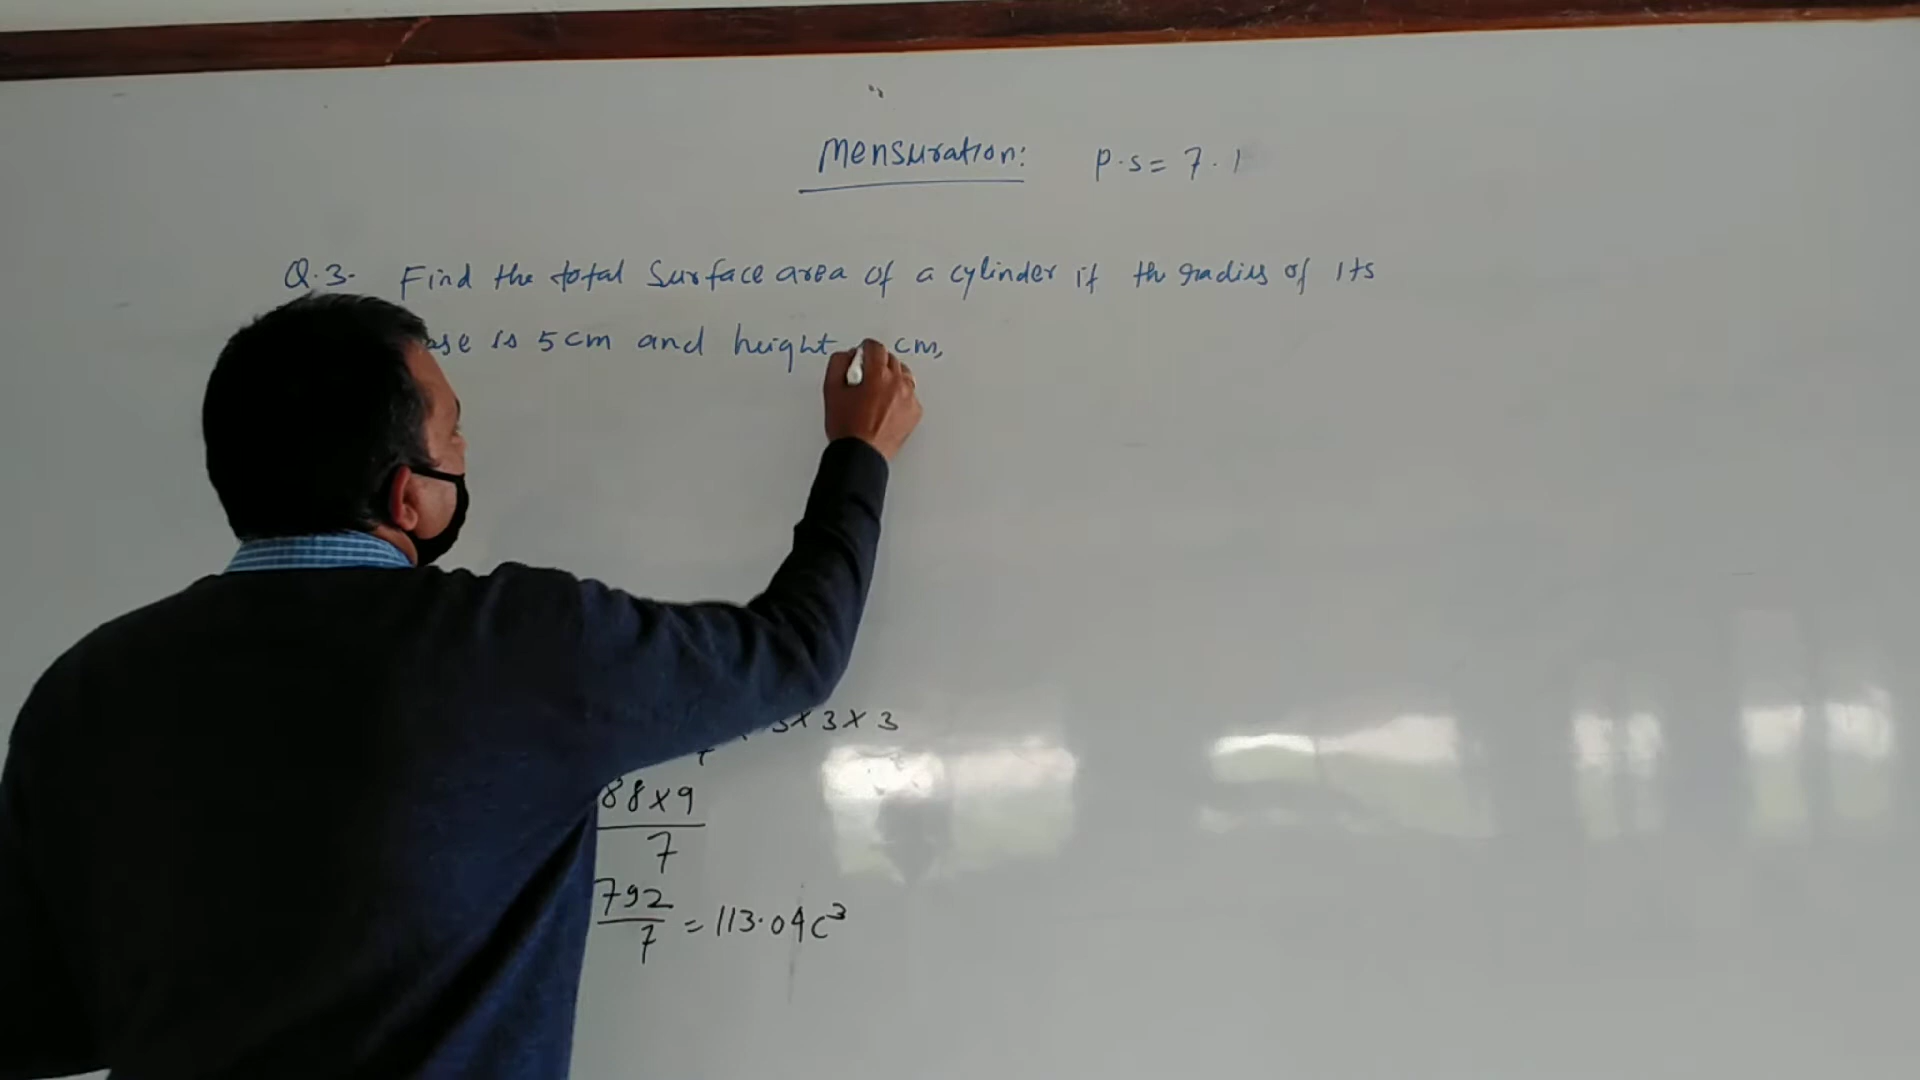 Mensuration: P.S = 7.1
Q.3. Find the total Surface area of a cylinder if the radius of its
ase is 5cm and height cm,
3 × 3 × 3
88×9
7
792
7 = 113.04c³